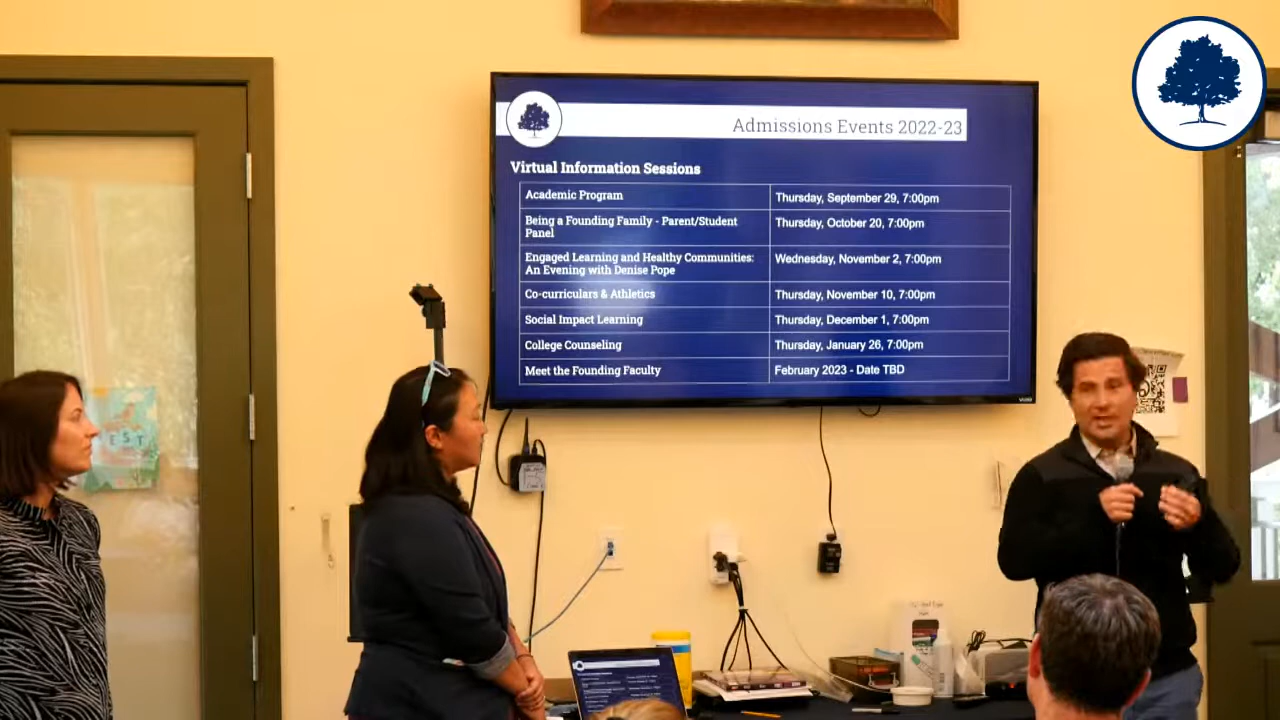 Admissions Events 2022-23
Virtual Information Sessions
Academic Program
Thursday, September 29, 7:00pm
Being a Founding Family - Parent/Student
Panel
Thursday, October 20, 7:00pm
Engaged Learning and Healthy Communities:
An Evening with Denise Pope
Wednesday, November 2, 7:00pm
Co-curriculars & Athletics
Thursday, November 10, 7:00pm
Social Impact Learning
Thursday, December 1, 7:00pm
College Counseling
Thursday, January 26, 7:00pm
Meet the Founding Faculty
February 2023 - Date TBD
VIZIO
EST